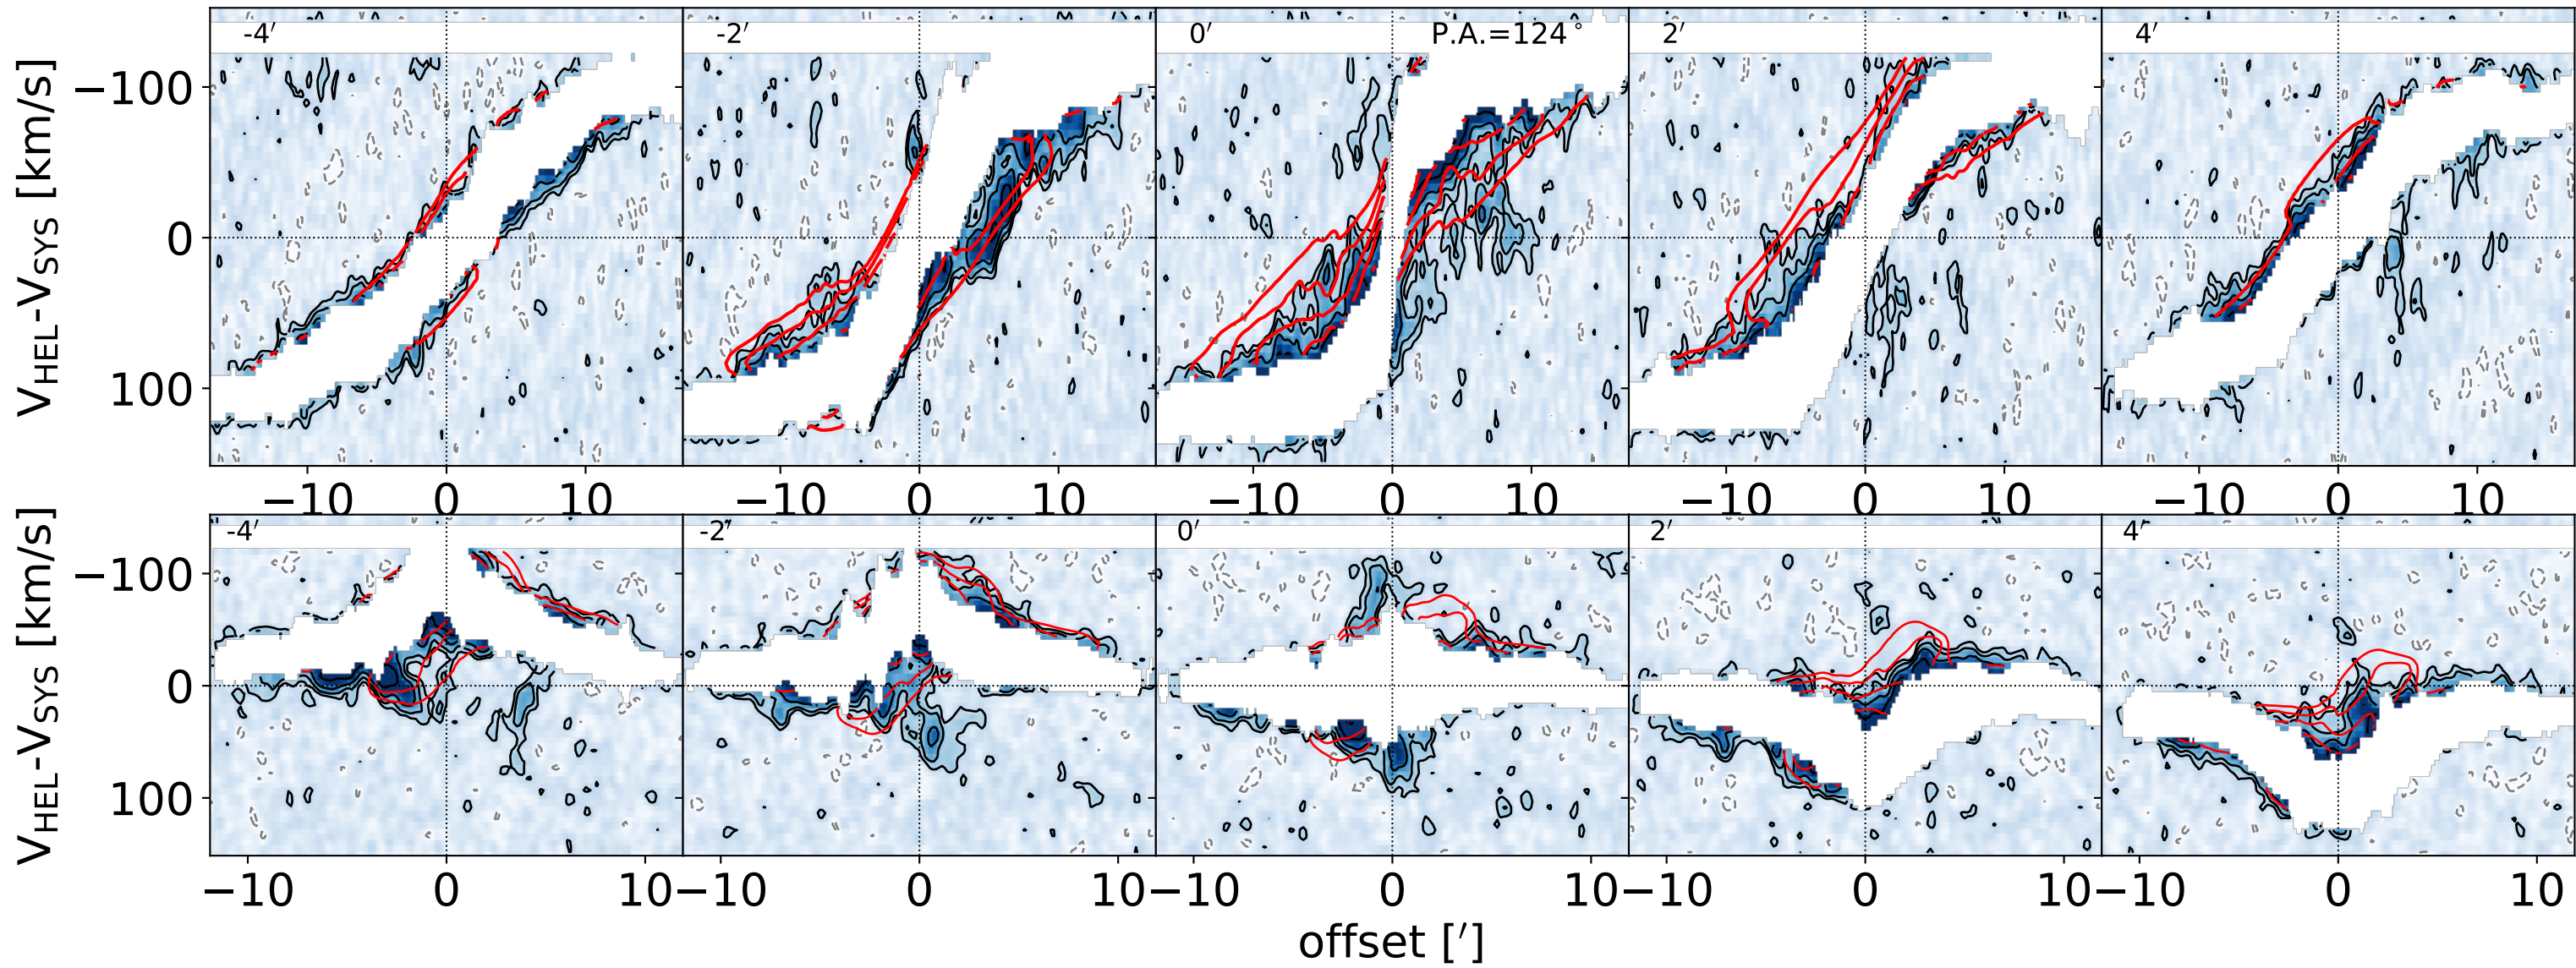 -4′ -2′ 0′ P.A.=124° 2′ 4′
V_HEL-V_SYS [km/s]
−100
0
100
−10 0 10 −10 0 10 −10 0 10 −10 0 10 −10 0 10
-4′ -2′ 0′ 2′ 4′
V_HEL-V_SYS [km/s]
−100
0
100
−10 0 10 −10 0 10 −10 0 10 −10 0 10 −10 0 10
offset [′]